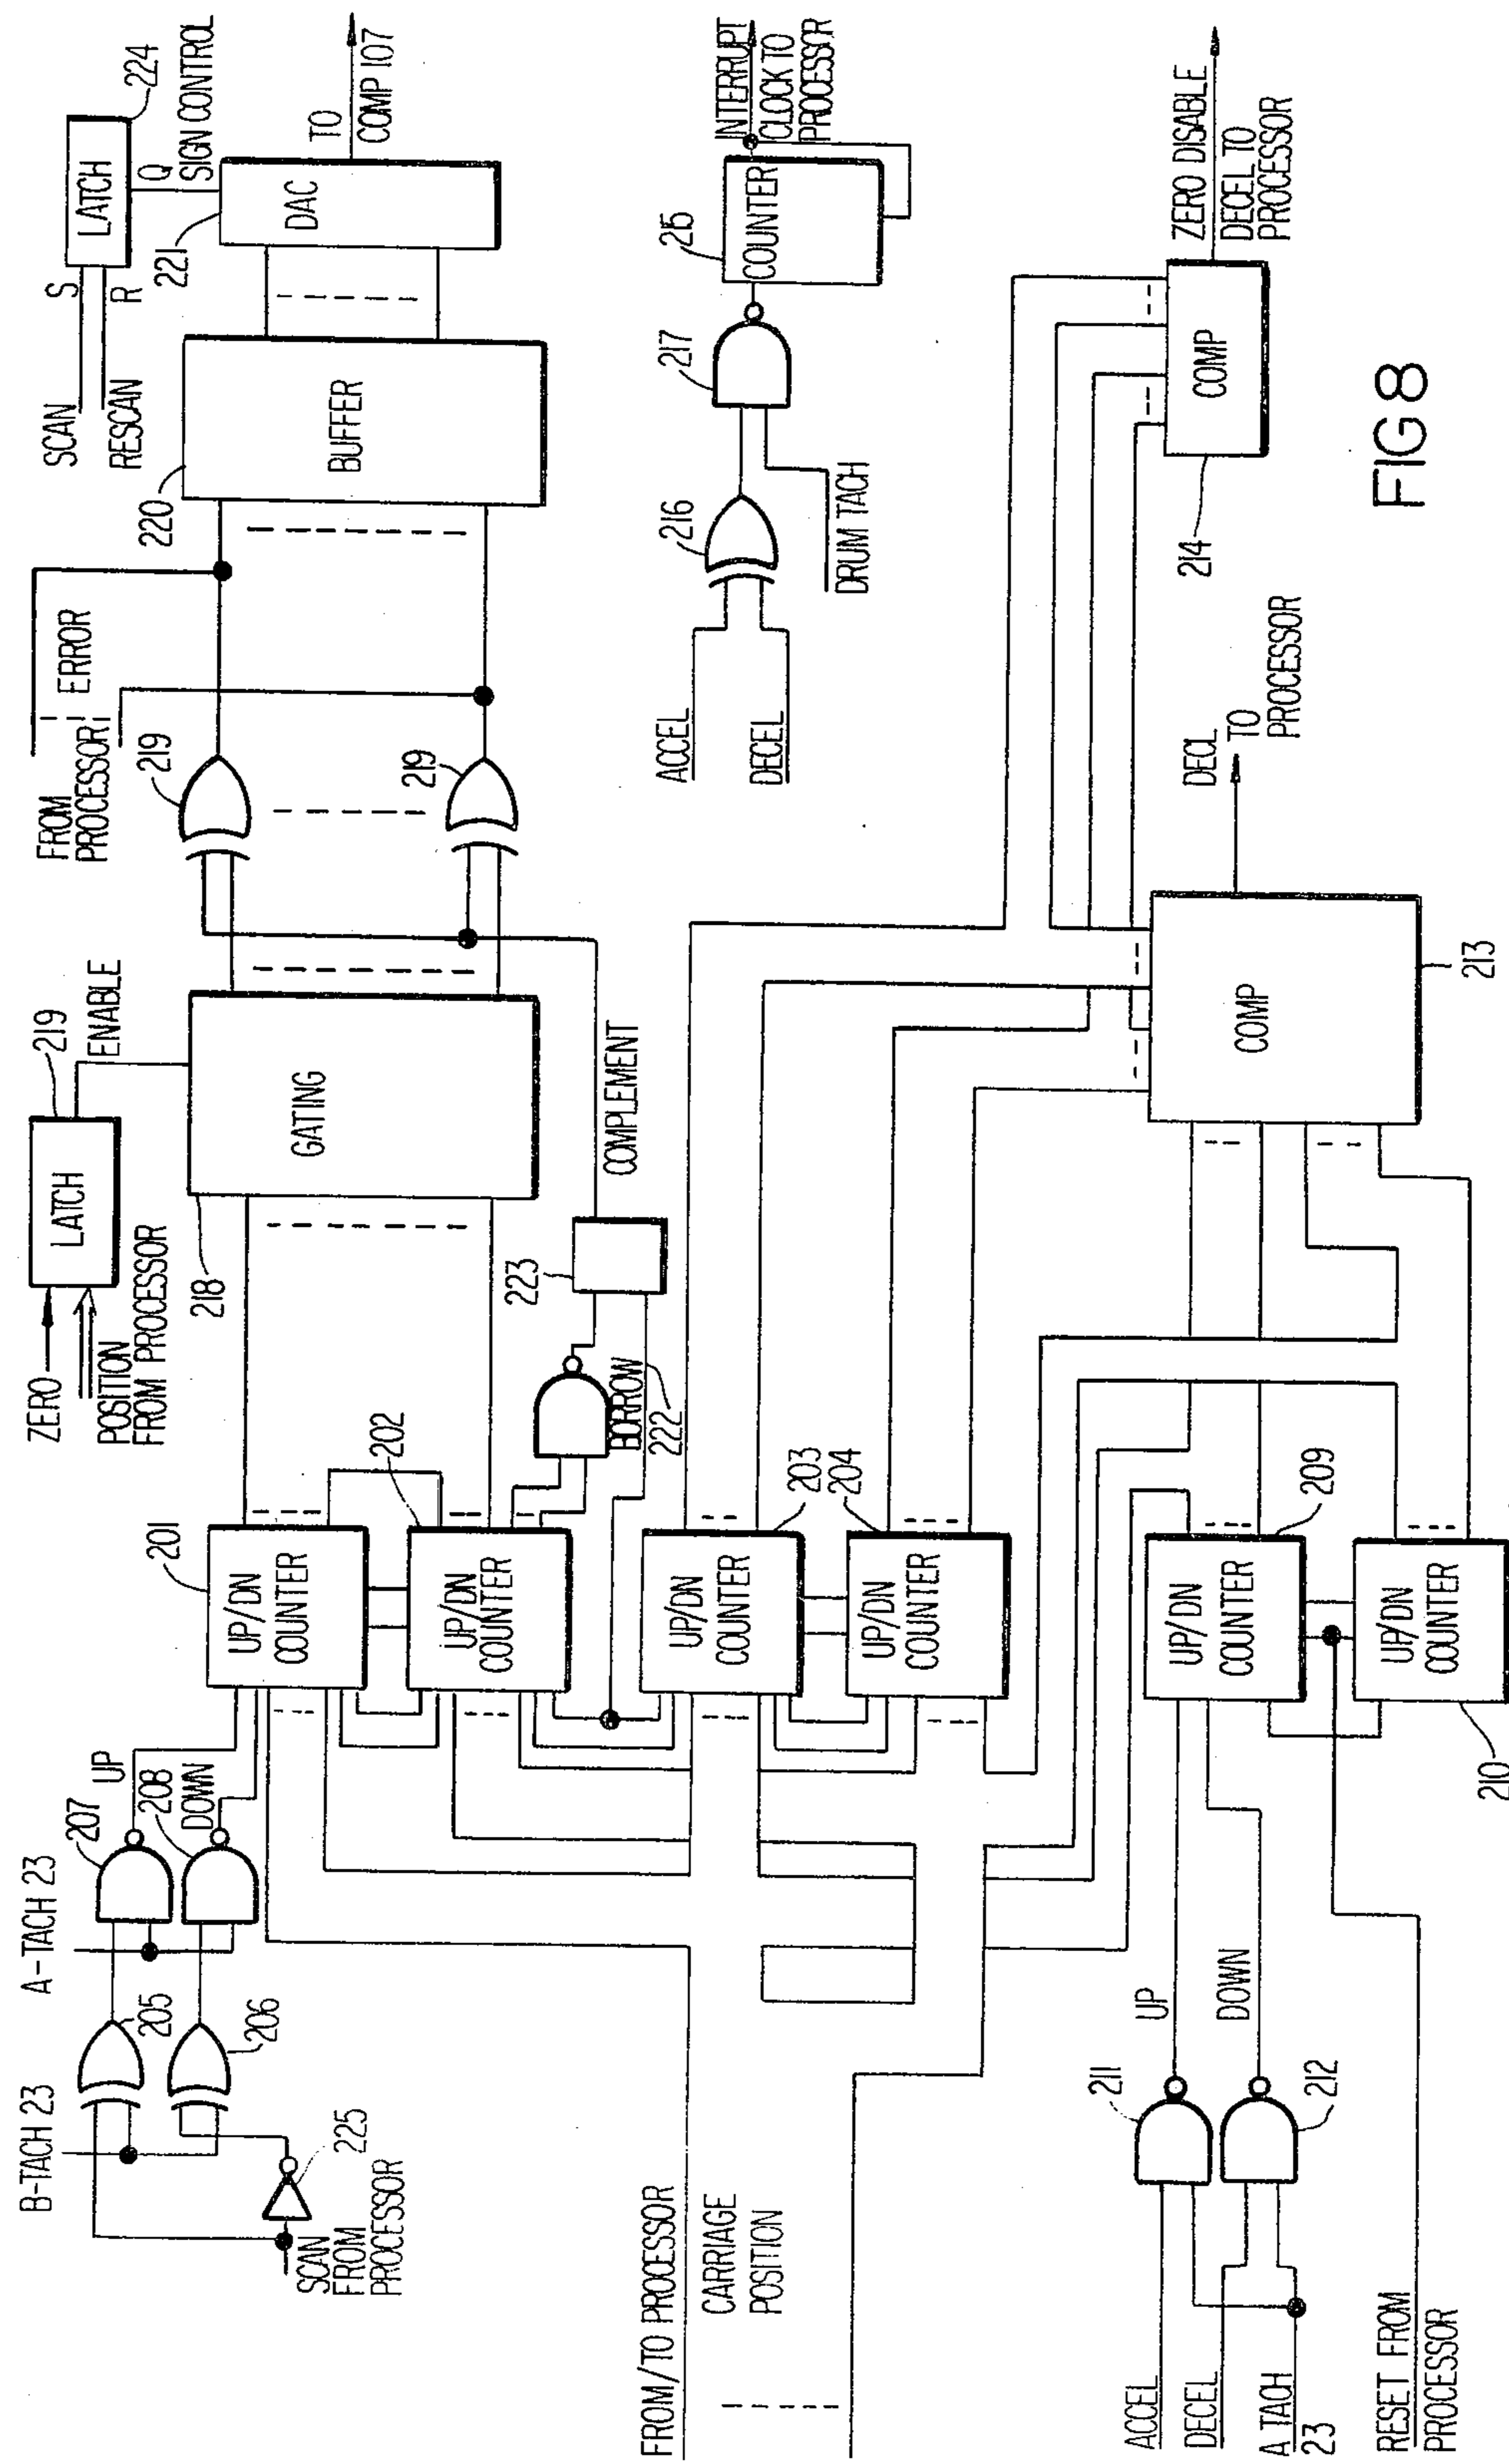 B-TACH 23
A-TACH 23
205
206
207
208
UP
DOWN
225
SCAN
FROM
PROCESSOR
201
UP/DN
COUNTER
202
UP/DN
COUNTER
ZERO
POSITION
FROM PROCESSOR
LATCH
219
ENABLE
218
GATING
223
BORROW
222
COMPLEMENT
FROM
PROCESSOR
ERROR
219
219
220
BUFFER
SCAN
RESCAN
S
R
LATCH
224
Q
SIGN CONTROL
221
DAC
TO
COMP 107
FROM/TO PROCESSOR
CARRIAGE
POSITION
UP/DN
COUNTER
203
UP/DN
COUNTER
204
ACCEL
DECEL
216
DRUM TACH
217
215
COUNTER
INTERRUPT
CLOCK TO
PROCESSOR
ACCEL
DECEL
A TACH
23
211
212
UP
DOWN
RESET FROM
PROCESSOR
UP/DN
COUNTER
209
UP/DN
COUNTER
210
COMP
213
DECL
TO
PROCESSOR
214
COMP
ZERO DISABLE
DECEL TO
PROCESSOR
FIG 8